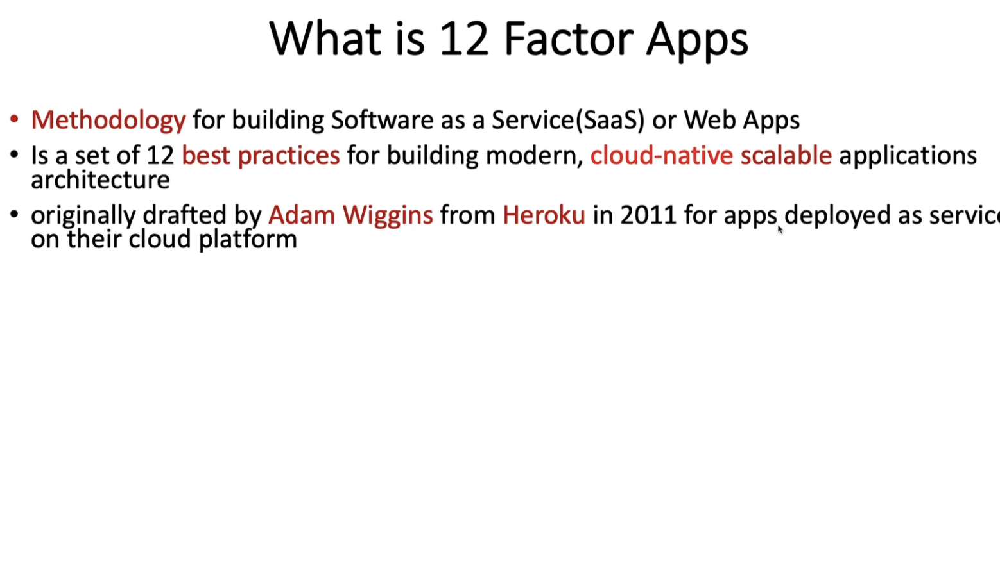 What is 12 Factor Apps
• Methodology for building Software as a Service(SaaS) or Web Apps
• Is a set of 12 best practices for building modern, cloud-native scalable applications
architecture
• originally drafted by Adam Wiggins from Heroku in 2011 for apps deployed as
on their cloud platform